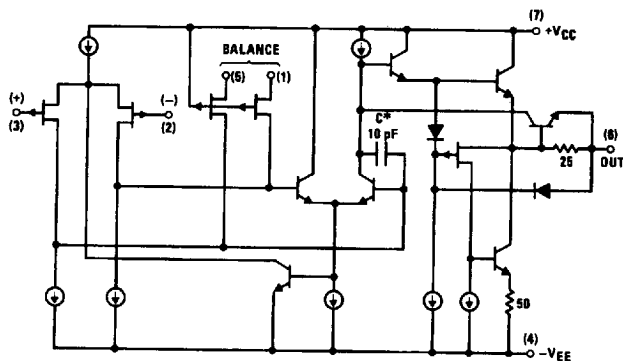 (7)
+VCC
BALANCE
(5) (1)
(+)
(3)
(−)
(2)
C*
10 pF
(6)
OUT
25
50
(4)
−VEE